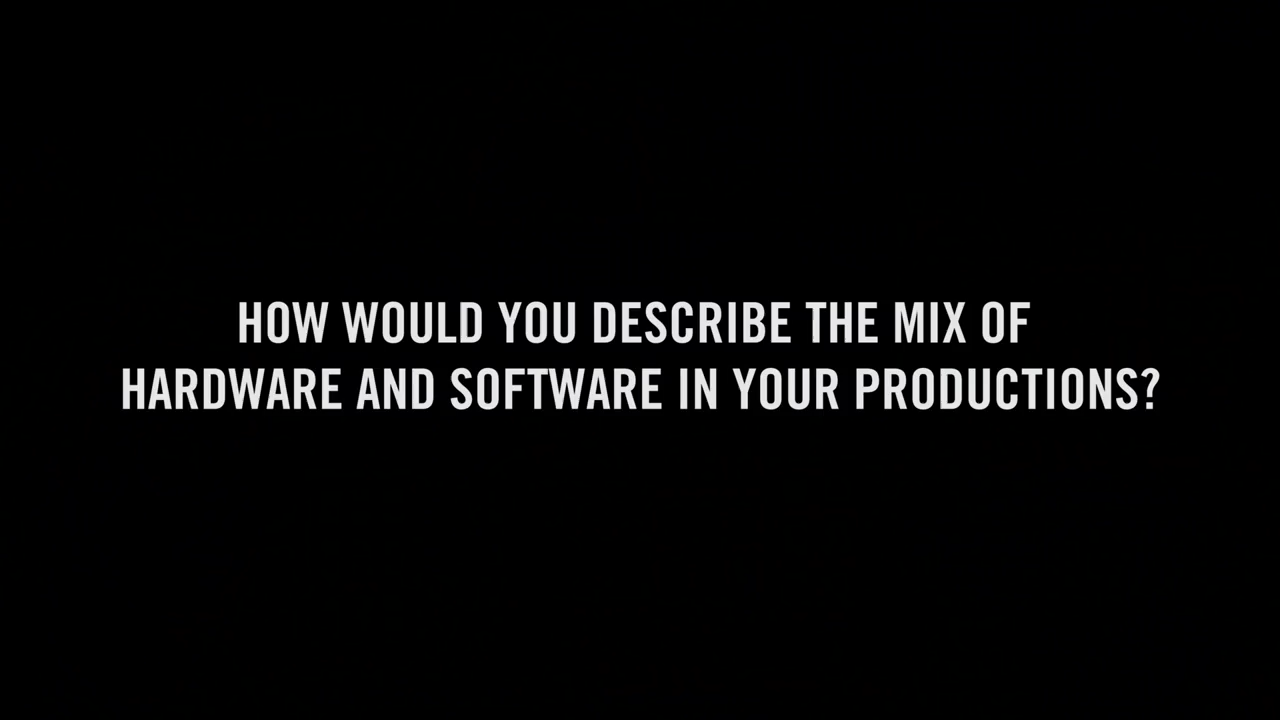 HOW WOULD YOU DESCRIBE THE MIX OF
HARDWARE AND SOFTWARE IN YOUR PRODUCTIONS?